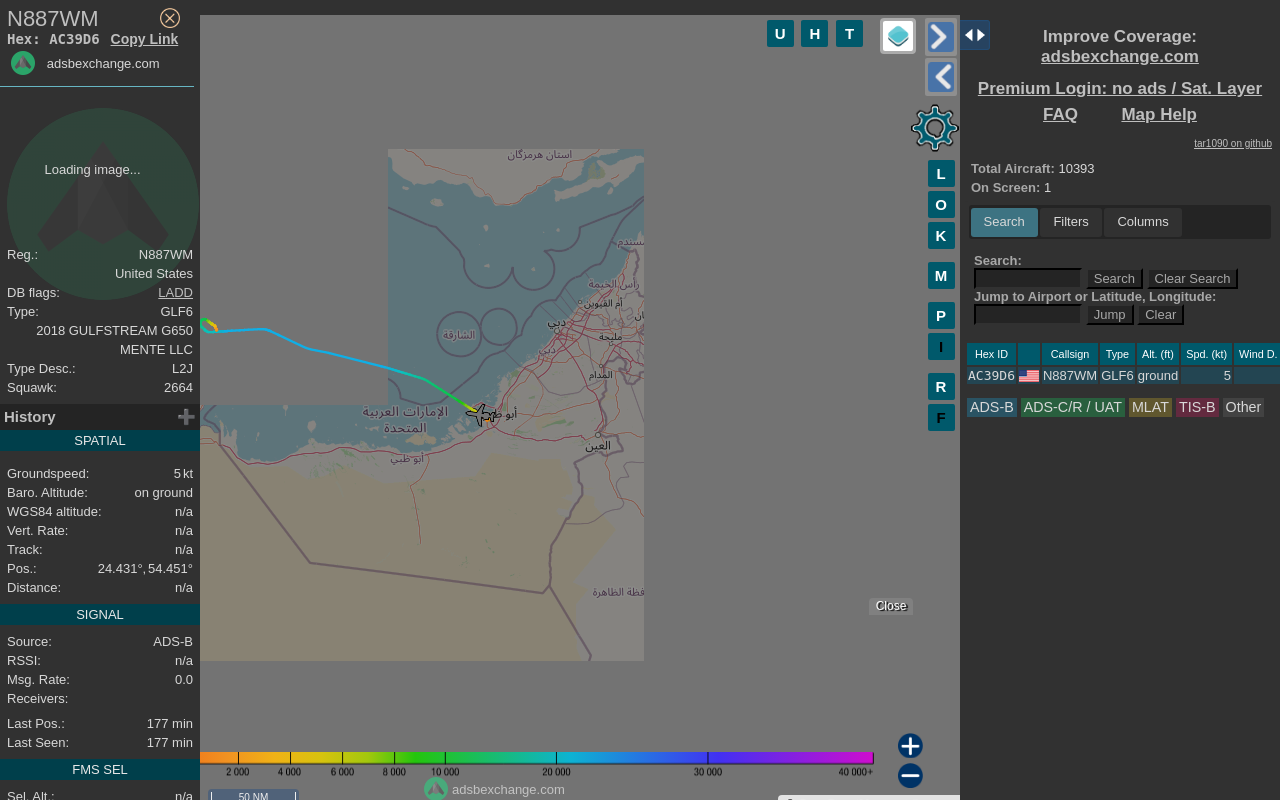 N887WM
Hex: AC39D6 Copy Link
adsbexchange.com
Loading image...
Reg.: N887WM
United States
DB flags: LADD
Type: GLF6
2018 GULFSTREAM G650
MENTE LLC
Type Desc.: L2J
Squawk: 2664
History
SPATIAL
Groundspeed: 5 kt
Baro. Altitude: on ground
WGS84 altitude: n/a
Vert. Rate: n/a
Track: n/a
Pos.: 24.431°, 54.451°
Distance: n/a
SIGNAL
Source: ADS-B
RSSI: n/a
Msg. Rate: 0.0
Receivers:
Last Pos.: 177 min
Last Seen: 177 min
FMS SEL
Sel. Alt.: n/a
U H T
L
O
K
M
P
I
R
F
استان هرمزگان
رأس الخيمة
أم القيوين
دبي
الشارقة
مليحة
دبي
المدام
الإمارات العربية
المتحدة
العين
أبو ظبي
Close
2 000 4 000 6 000 8 000 10 000 20 000 30 000 40 000+
adsbexchange.com
50 NM
Improve Coverage:
adsbexchange.com
Premium Login: no ads / Sat. Layer
FAQ Map Help
tar1090 on github
Total Aircraft: 10393
On Screen: 1
Search Filters Columns
Search:
Search Clear Search
Jump to Airport or Latitude, Longitude:
Jump Clear
Hex ID Callsign Type Alt. (ft) Spd. (kt) Wind D.
AC39D6 N887WM GLF6 ground 5
ADS-B ADS-C/R / UAT MLAT TIS-B Other